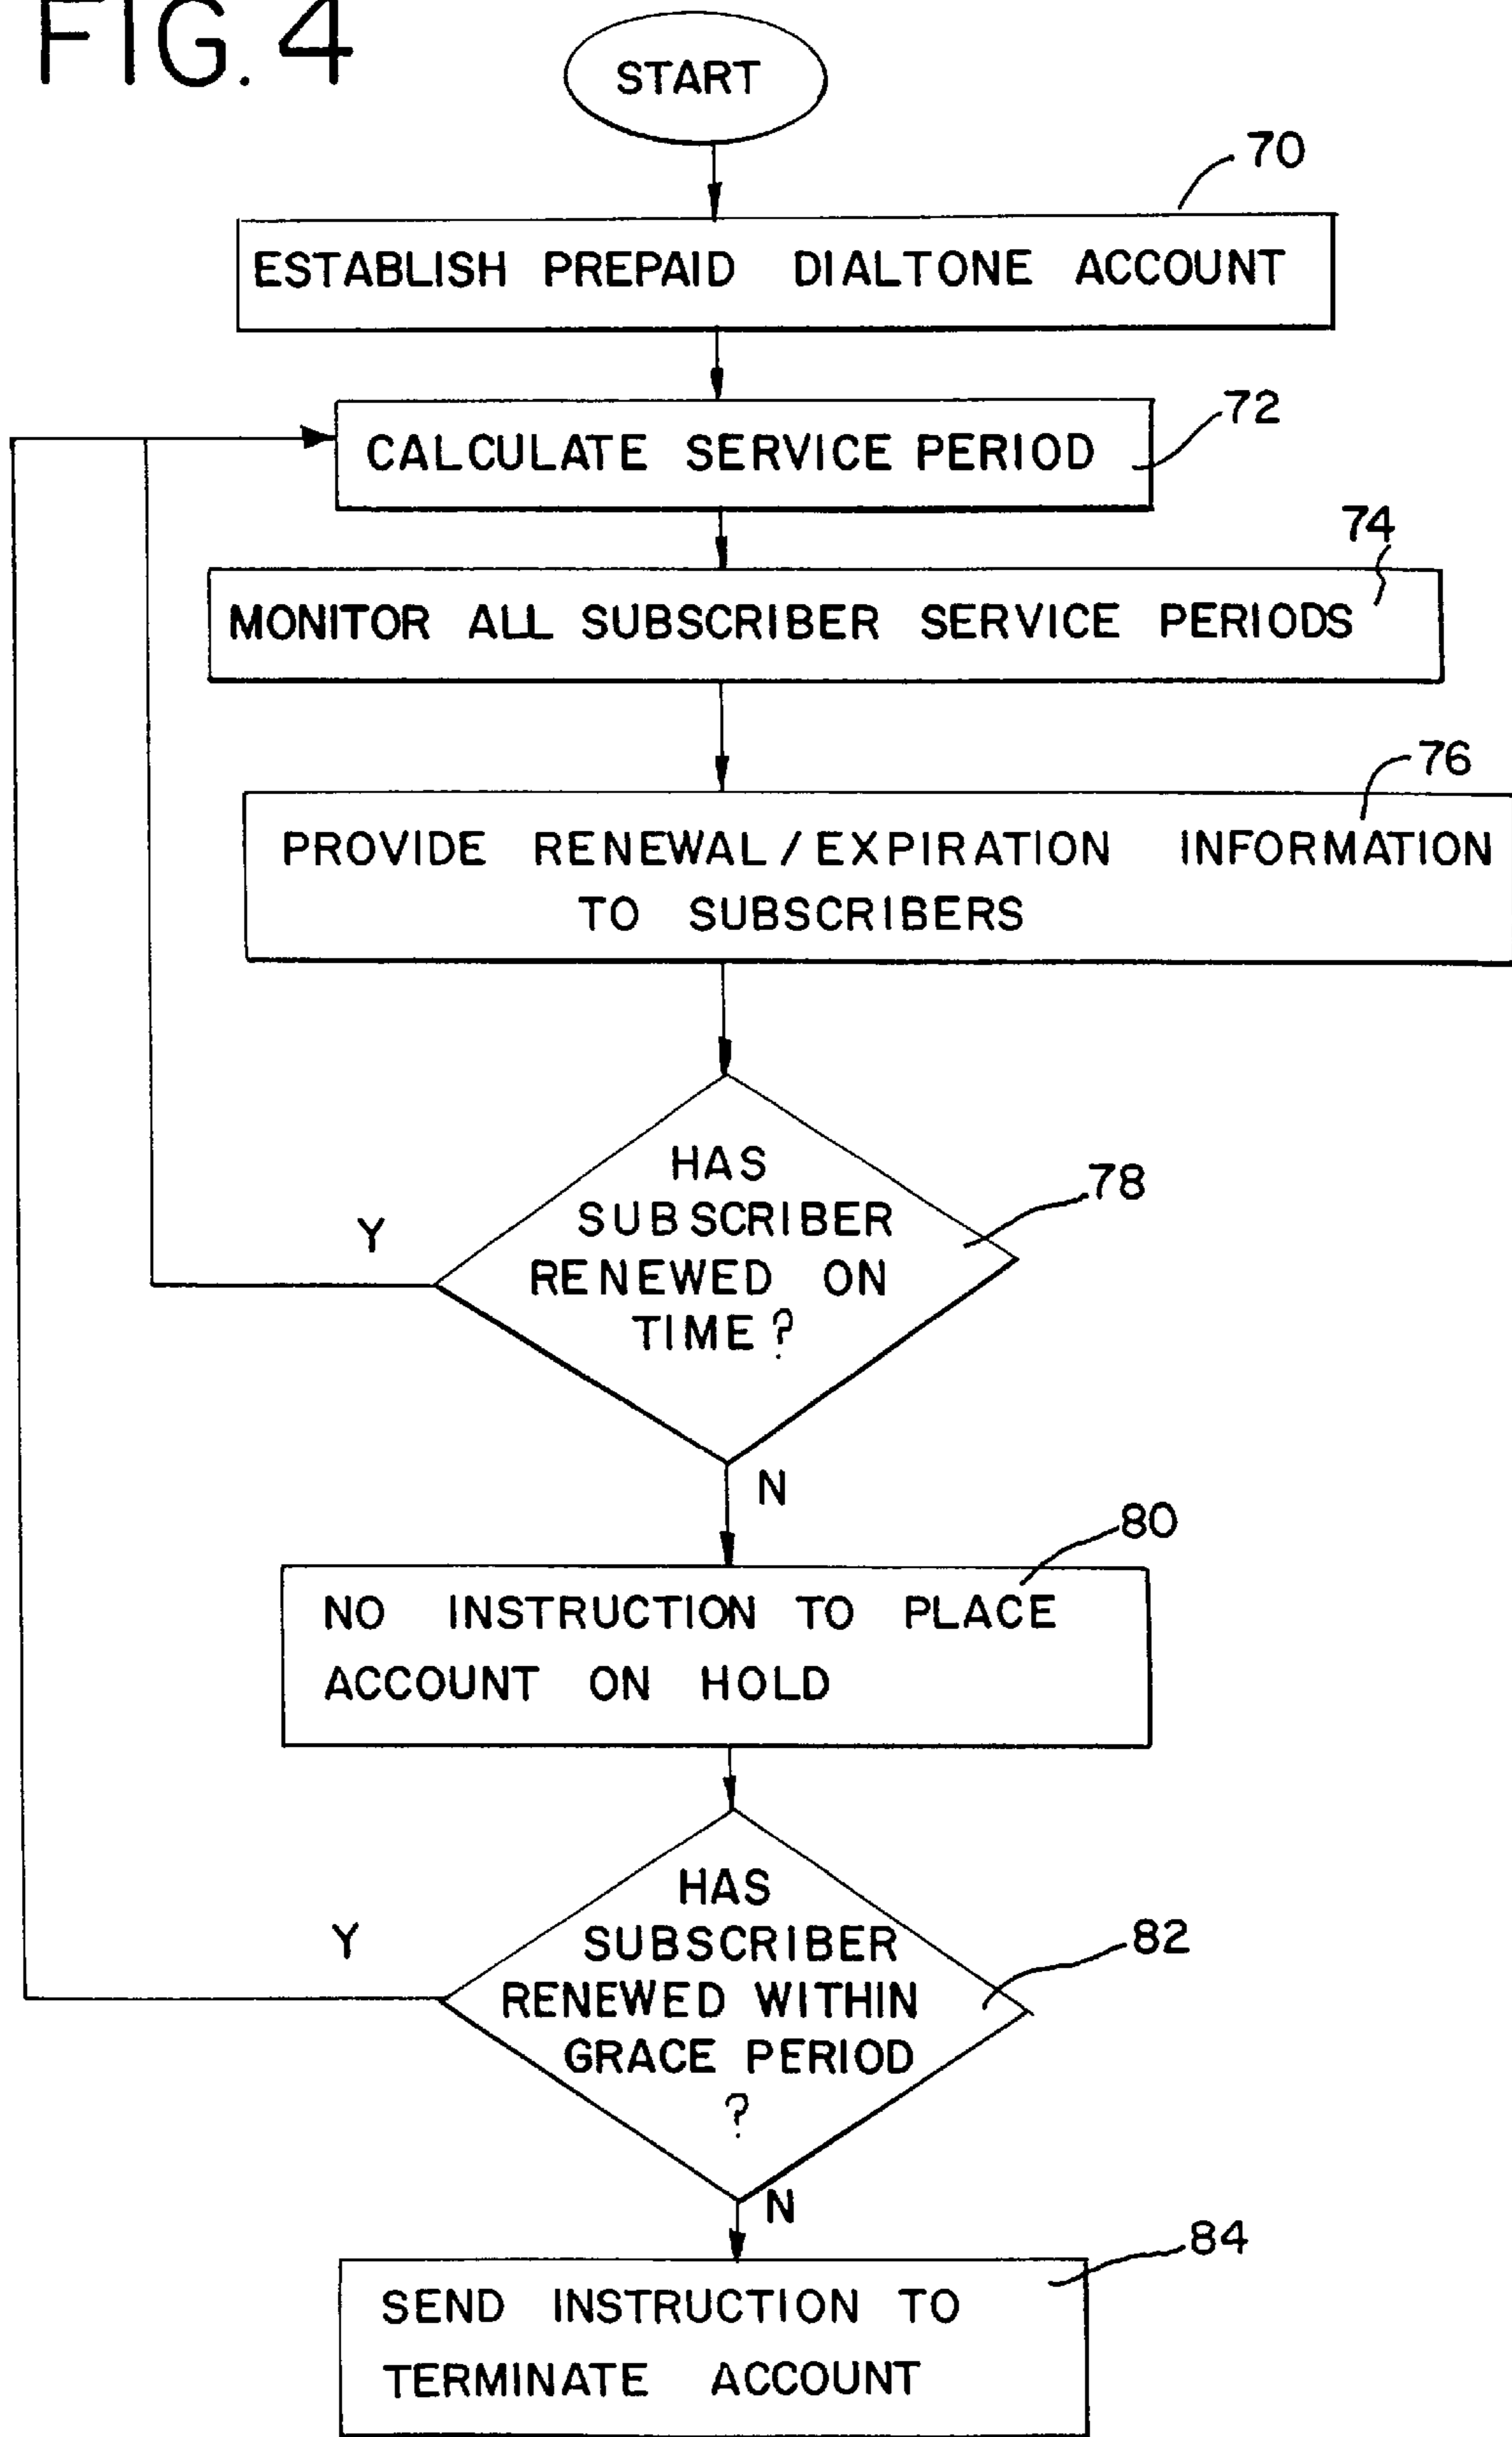 FIG. 4
START
70
ESTABLISH PREPAID DIALTONE ACCOUNT
72
CALCULATE SERVICE PERIOD
74
MONITOR ALL SUBSCRIBER SERVICE PERIODS
76
PROVIDE RENEWAL/EXPIRATION INFORMATION
TO SUBSCRIBERS
HAS
SUBSCRIBER
RENEWED ON
TIME?
78
Y
N
80
NO INSTRUCTION TO PLACE
ACCOUNT ON HOLD
HAS
SUBSCRIBER
RENEWED WITHIN
GRACE PERIOD
?
82
Y
N
84
SEND INSTRUCTION TO
TERMINATE ACCOUNT